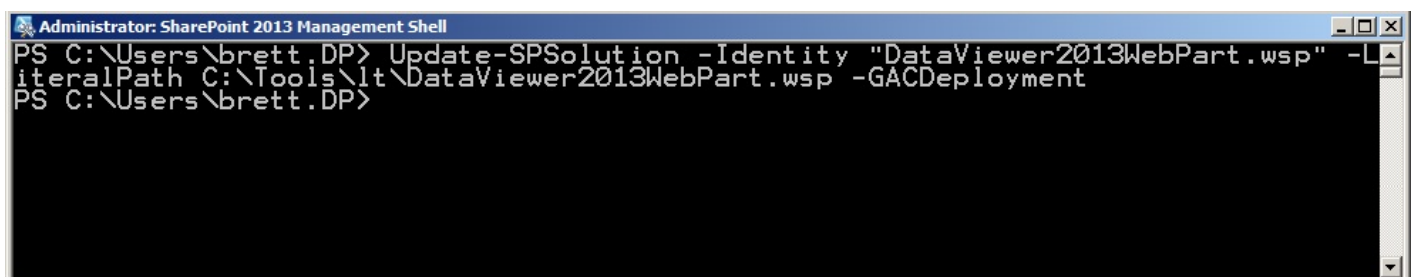 Administrator: SharePoint 2013 Management Shell
PS C:\Users\brett.DP> Update-SPSolution -Identity "DataViewer2013WebPart.wsp" -L
iteralPath C:\Tools\lt\DataViewer2013WebPart.wsp -GACDeployment
PS C:\Users\brett.DP>